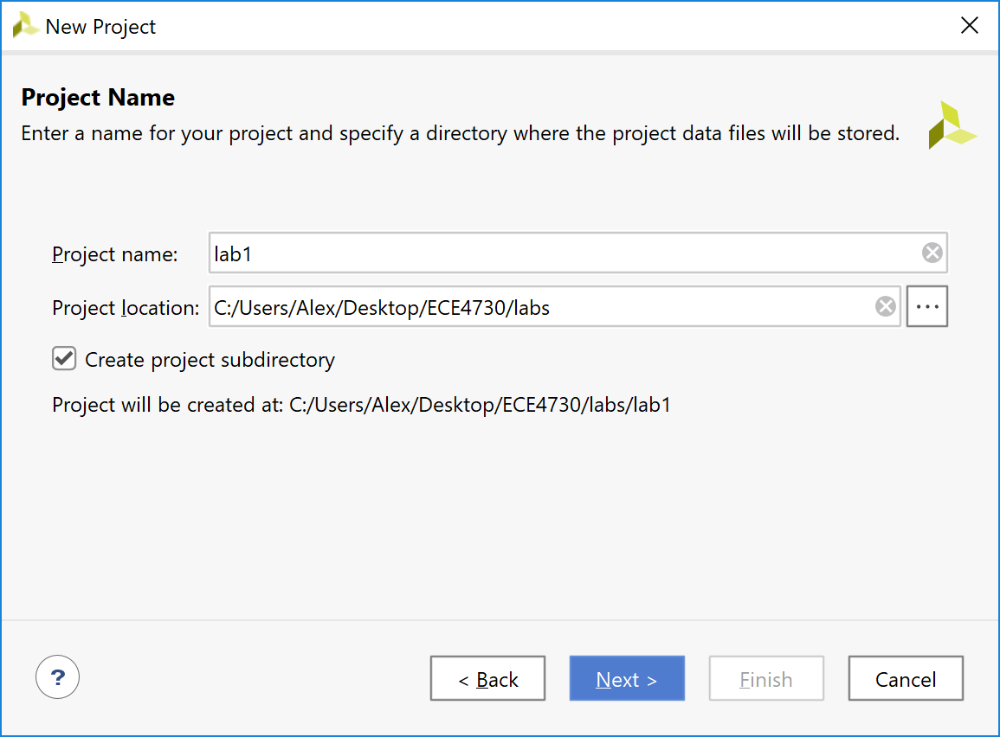 New Project
Project Name
Enter a name for your project and specify a directory where the project data files will be stored.
Project name: lab1
Project location: C:/Users/Alex/Desktop/ECE4730/labs ...
Create project subdirectory
Project will be created at: C:/Users/Alex/Desktop/ECE4730/labs/lab1
? < Back Next > Finish Cancel